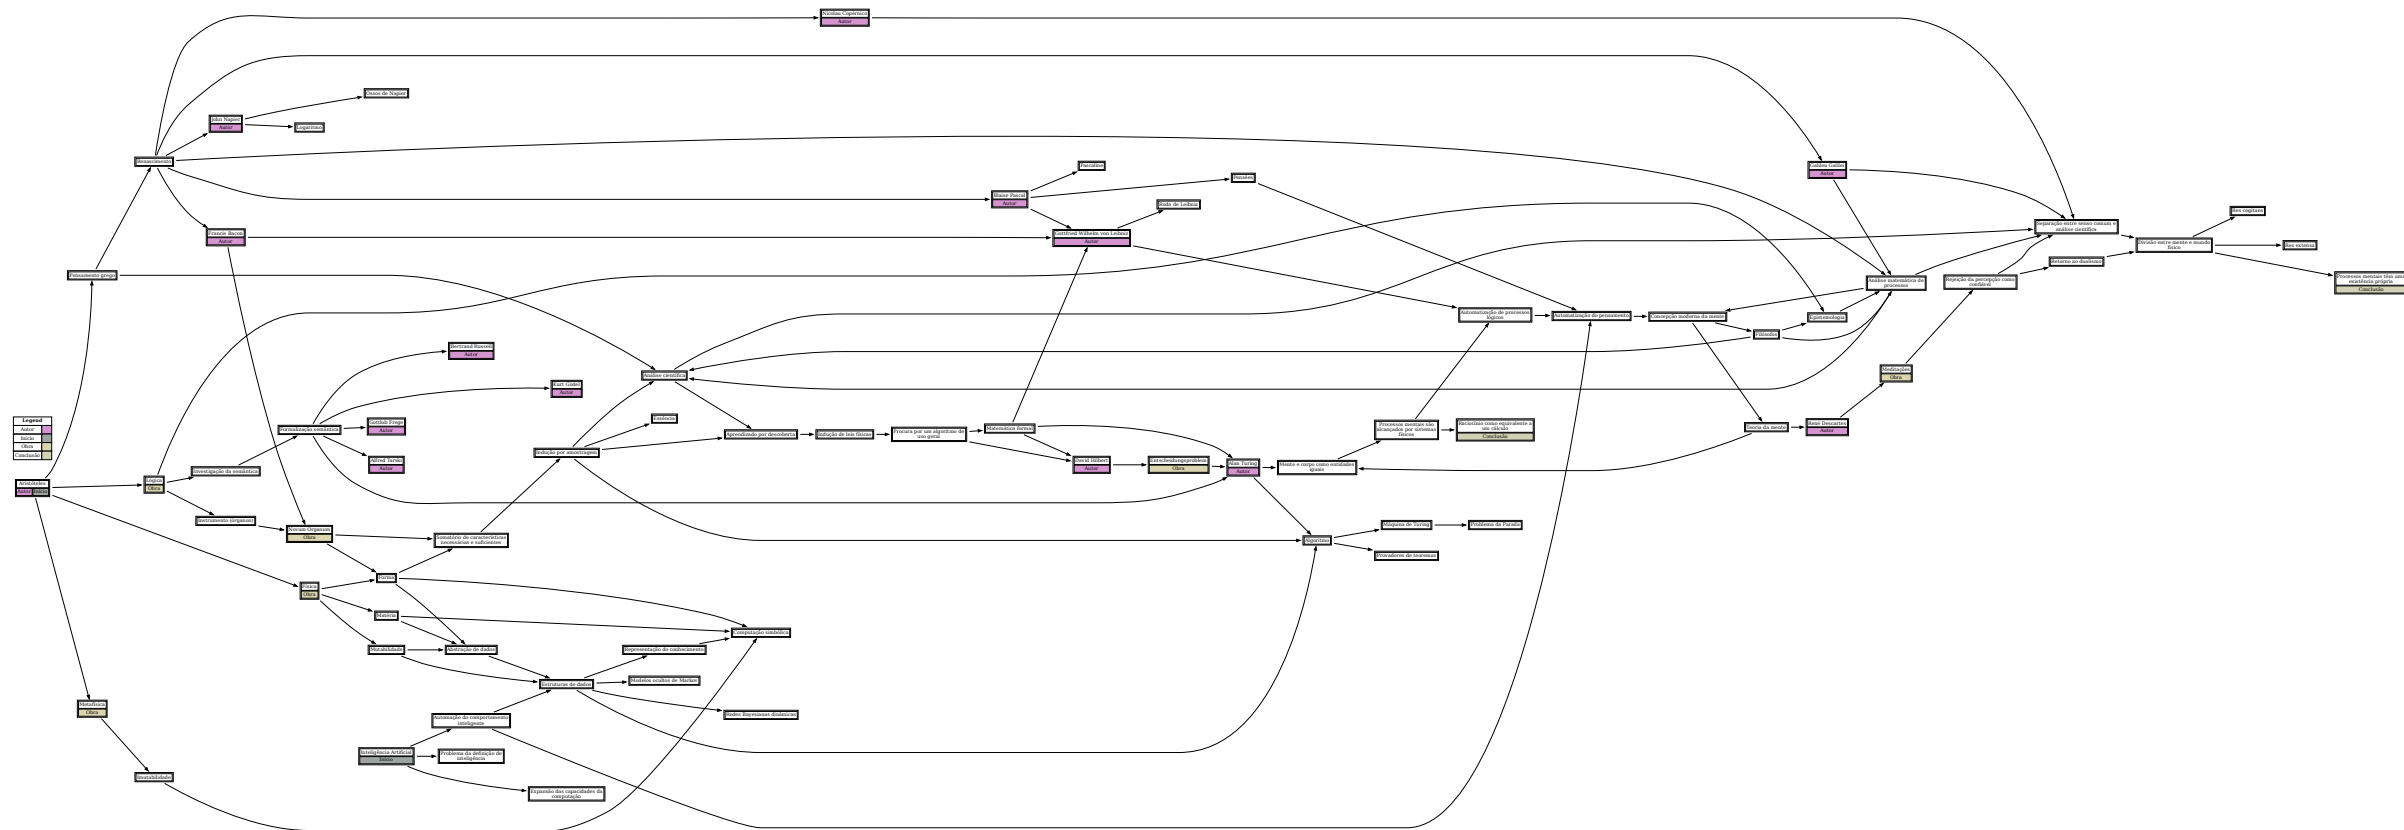 Nicolau Copérnico
Autor
Ossos de Napier
John Napier
Autor
Logaritmo
Renascimento
Pascaline
Galileu Galilei
Autor
Pensées
Blaise Pascal
Autor
Roda de Leibniz
Res cogitans
Separação entre senso comum e
análise científica
Francis Bacon
Autor
Gottfried Wilhelm von Leibniz
Autor
Divisão entre mente e mundo
físico
Res extensa
Retorno ao dualismo
Pensamento grego
Análise matemática de
processos
Rejeição da percepção como
confiável
Processos mentais têm uma
existência própria
Conclusão
Automatização de processos
lógicos
Automatização do pensamento
Concepção moderna da mente
Epistemologia
Filósofos
Bertrand Russell
Autor
Análise científica
Meditações
Obra
Kurt Gödel
Autor
Legend
Autor
Início
Obra
Conclusão
Formalização semântica
Gottlob Frege
Autor
Essência
Aprendizado por descoberta
Indução de leis físicas
Procura por um algoritmo de
uso geral
Matemática formal
Processos mentais são
alcançados por sistemas
físicos
Raciocínio como equivalente a
um cálculo
Conclusão
Teoria da mente
René Descartes
Autor
Indução por amostragem
Alfred Tarski
Autor
David Hilbert
Autor
Entscheidungsproblem
Obra
Alan Turing
Autor
Mente e corpo como entidades
iguais
Investigação da semântica
Aristóteles
Autor
Início
Lógica
Obra
Instrumento (órganon)
Novum Organum
Obra
Somatório de características
necessárias e suficientes
Algoritmo
Máquina de Turing
Problema da Parada
Provadores de teoremas
Forma
Física
Obra
Matéria
Computação simbólica
Mutabilidade
Abstração de dados
Representação do conhecimento
Estruturas de dados
Modelos ocultos de Markov
Redes Bayesianas dinâmicas
Metafísica
Obra
Automação do comportamento
inteligente
Inteligência Artificial
Início
Problema da definição de
inteligência
Imutabilidade
Expansão das capacidades da
computação